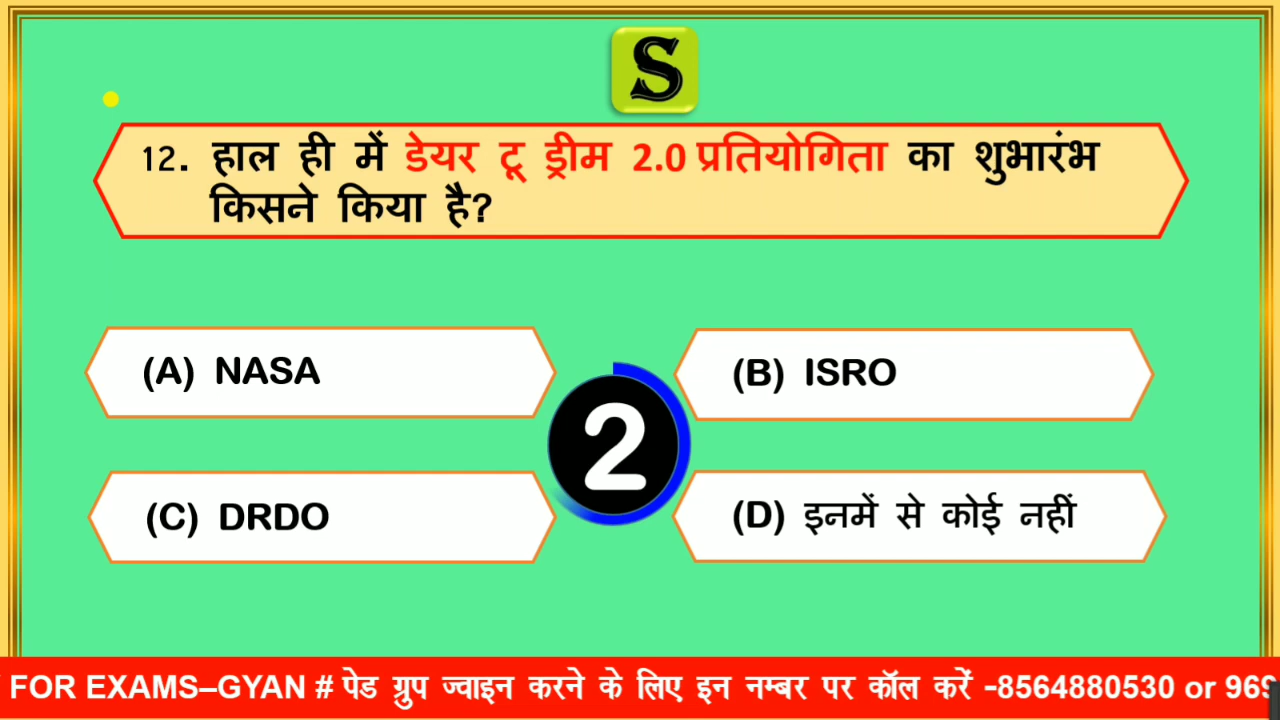 S
12. हाल ही में डेयर टू ड्रीम 2.0 प्रतियोगिता का शुभारंभ
किसने किया है?
(A) NASA
(B) ISRO
2
(C) DRDO
(D) इनमें से कोई नहीं
FOR EXAMS–GYAN # पेड ग्रुप ज्वाइन करने के लिए इन नम्बर पर कॉल करें -8564880530 or 969